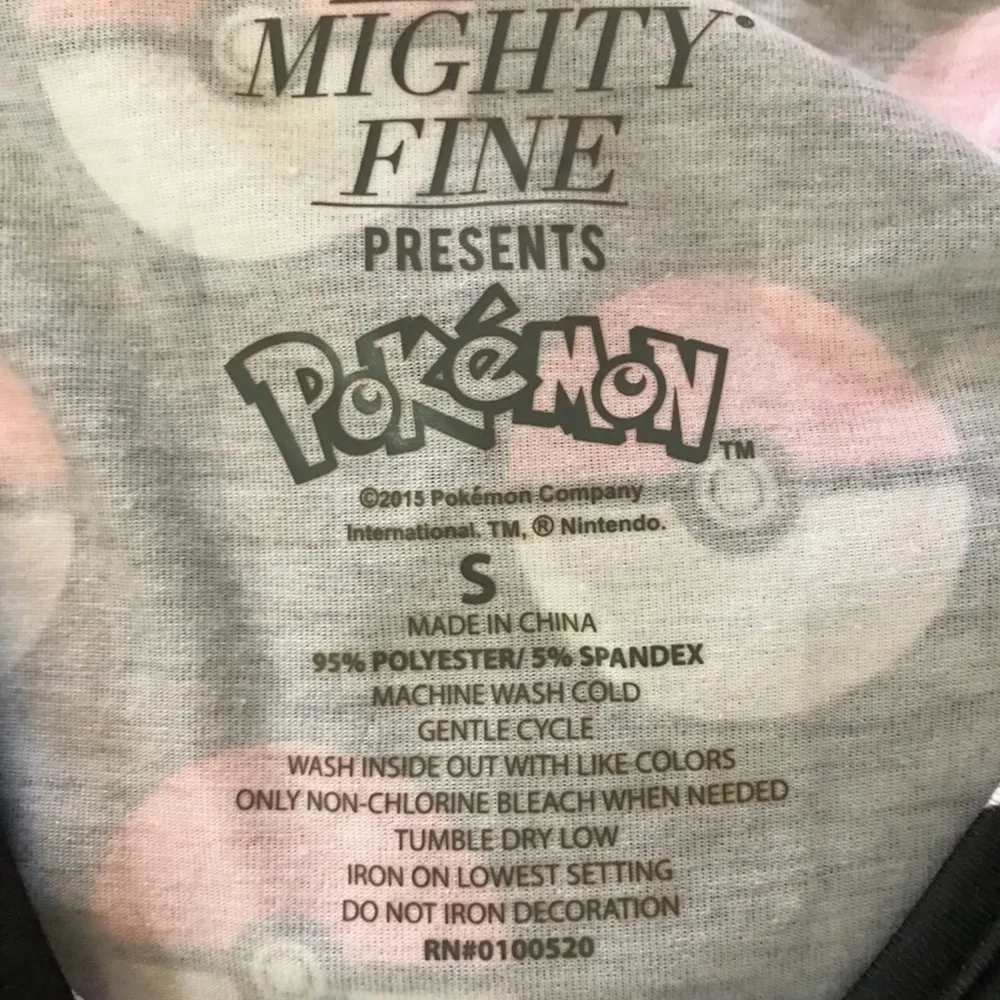 MIGHTY®
FINE
PRESENTS
POKéMON™
©2015 Pokémon Company
International. TM, ® Nintendo.
S
MADE IN CHINA
95% POLYESTER/ 5% SPANDEX
MACHINE WASH COLD
GENTLE CYCLE
WASH INSIDE OUT WITH LIKE COLORS
ONLY NON-CHLORINE BLEACH WHEN NEEDED
TUMBLE DRY LOW
IRON ON LOWEST SETTING
DO NOT IRON DECORATION
RN#0100520